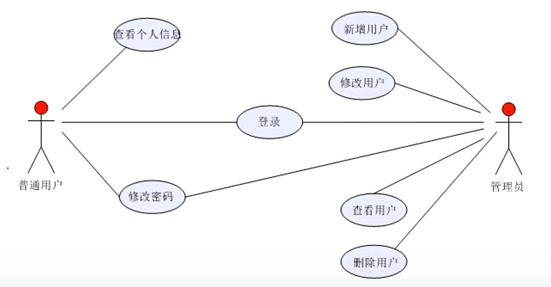 查看个人信息
新增用户
修改用户
登录
普通用户
管理员
修改密码
查看用户
删除用户